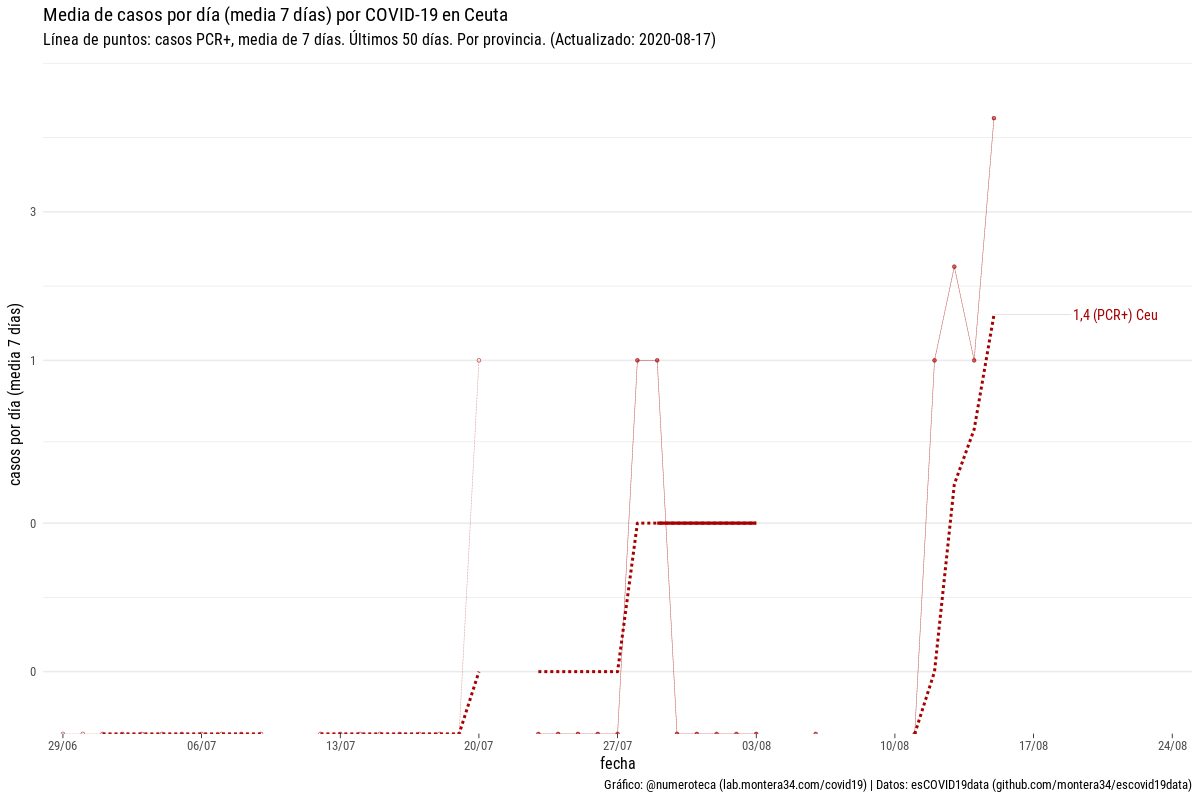 Media de casos por día (media 7 días) por COVID-19 en Ceuta
Línea de puntos: casos PCR+, media de 7 días. Últimos 50 días. Por provincia. (Actualizado: 2020-08-17)
casos por día (media 7 días)
3
1
0
0
1,4 (PCR+) Ceu
29/06 06/07 13/07 20/07 27/07 03/08 10/08 17/08 24/08
fecha
Gráfico: @numeroteca (lab.montera34.com/covid19) | Datos: esCOVID19data (github.com/montera34/escovid19data)